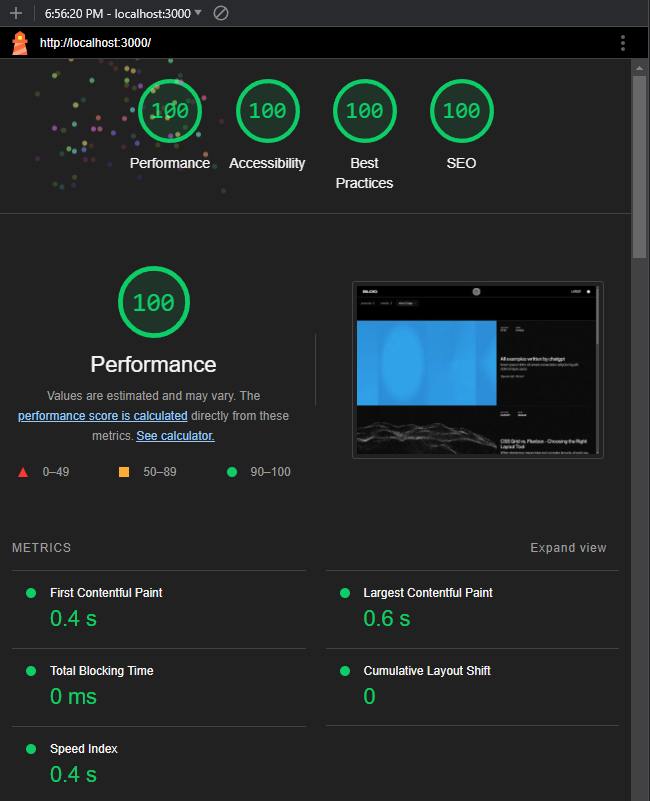 6:56:20 PM - localhost:3000
http://localhost:3000/
100 100 100 100
Performance Accessibility Best Practices SEO
100
Performance
Values are estimated and may vary. The
performance score is calculated directly from these
metrics. See calculator.
0–49 50–89 90–100
BLOG
All examples written by chatgpt
CSS Grid vs. Flexbox - Choosing the Right
Layout Tool
METRICS Expand view
First Contentful Paint
0.4 s
Largest Contentful Paint
0.6 s
Total Blocking Time
0 ms
Cumulative Layout Shift
0
Speed Index
0.4 s